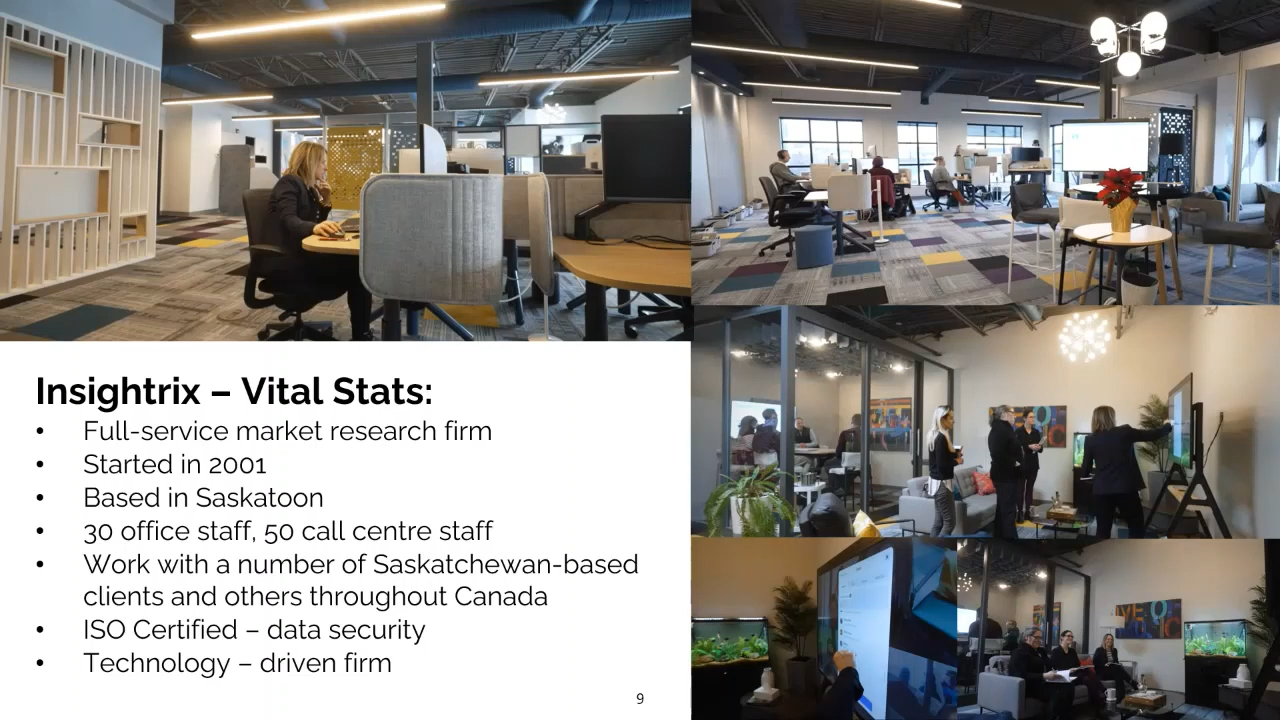 Insightrix – Vital Stats:
• Full-service market research firm
• Started in 2001
• Based in Saskatoon
• 30 office staff, 50 call centre staff
• Work with a number of Saskatchewan-based
clients and others throughout Canada
• ISO Certified – data security
• Technology – driven firm
9